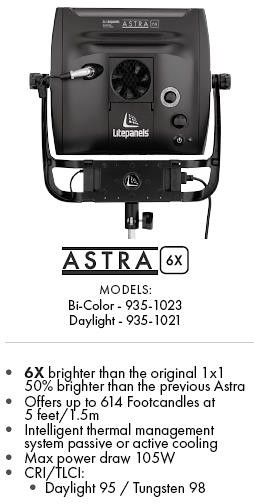 ASTRA 6X
Litepanels
ASTRA 6X
MODELS:
Bi-Color - 935-1023
Daylight - 935-1021
• 6X brighter than the original 1x1
50% brighter than the previous Astra
• Offers up to 614 Footcandles at
5 feet/1.5m
• Intelligent thermal management
system passive or active cooling
• Max power draw 105W
• CRI/TLCI:
• Daylight 95 / Tungsten 98